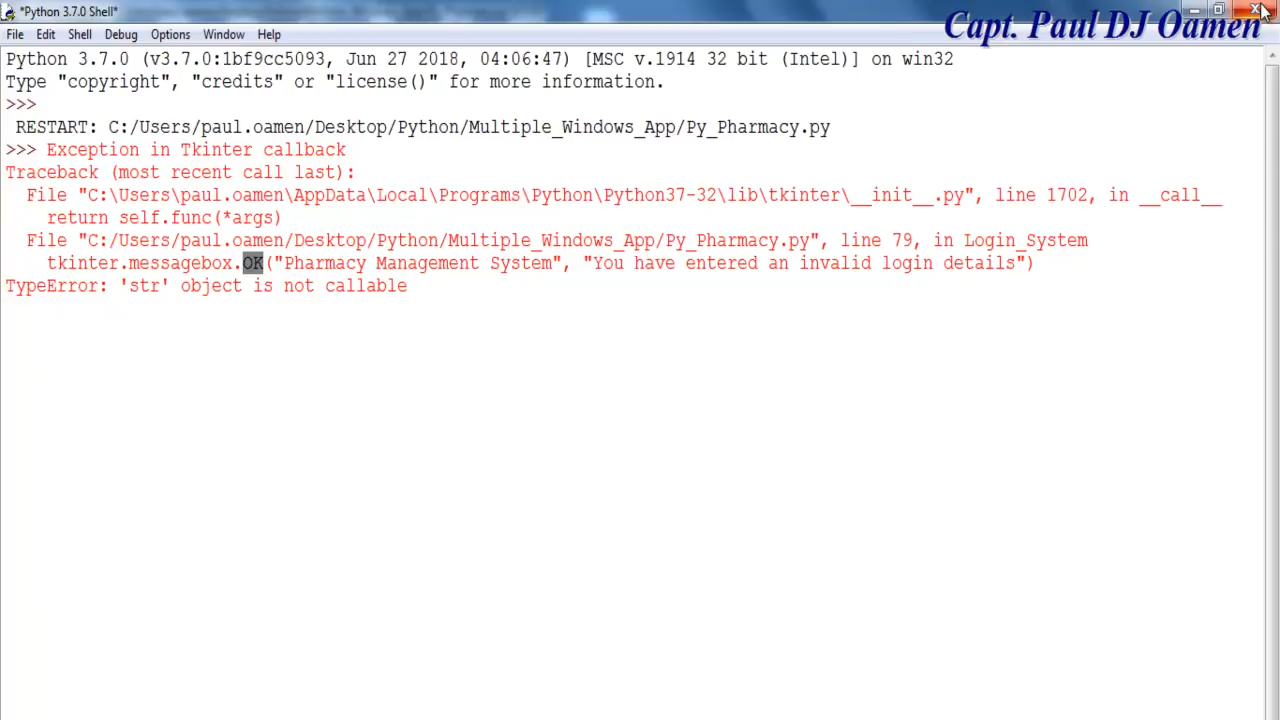 *Python 3.7.0 Shell*
Capt. Paul DJ Oamen
File Edit Shell Debug Options Window Help
Python 3.7.0 (v3.7.0:1bf9cc5093, Jun 27 2018, 04:06:47) [MSC v.1914 32 bit (Intel)] on win32
Type "copyright", "credits" or "license()" for more information.
>>>
 RESTART: C:/Users/paul.oamen/Desktop/Python/Multiple_Windows_App/Py_Pharmacy.py
>>> Exception in Tkinter callback
Traceback (most recent call last):
  File "C:\Users\paul.oamen\AppData\Local\Programs\Python\Python37-32\lib\tkinter\__init__.py", line 1702, in __call__
    return self.func(*args)
  File "C:/Users/paul.oamen/Desktop/Python/Multiple_Windows_App/Py_Pharmacy.py", line 79, in Login_System
    tkinter.messagebox.OK("Pharmacy Management System", "You have entered an invalid login details")
TypeError: 'str' object is not callable